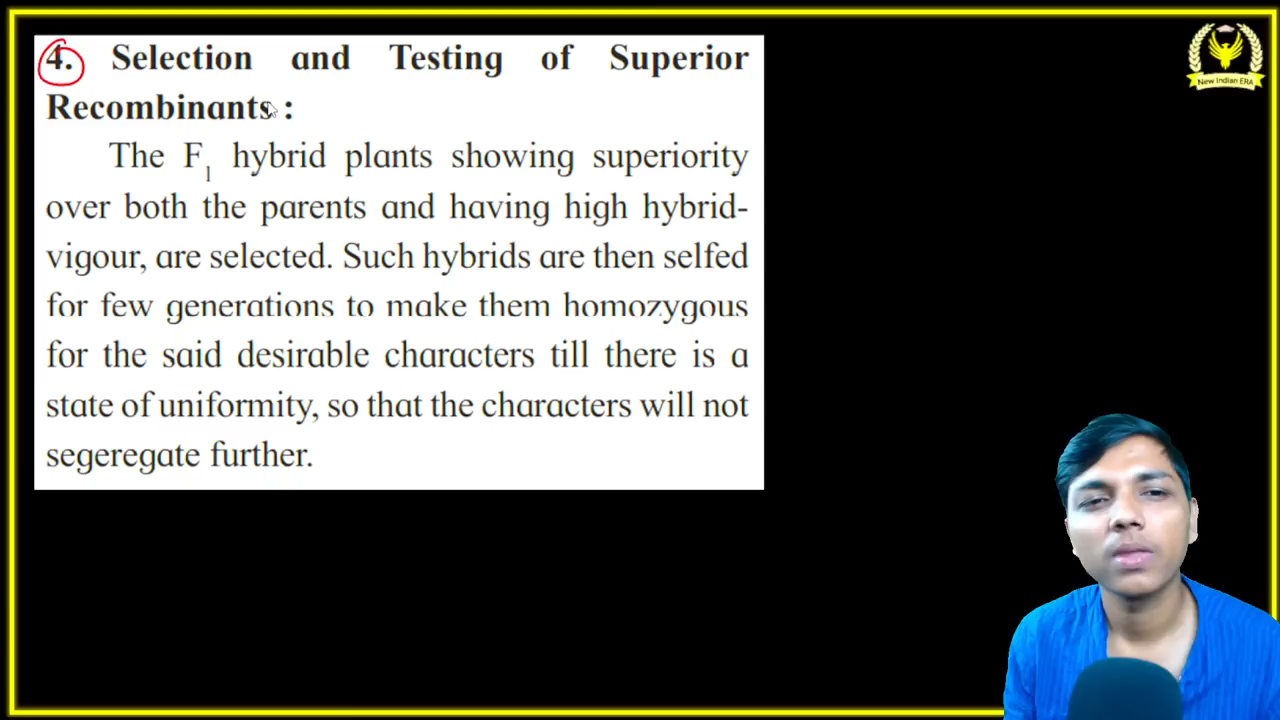 4. Selection and Testing of Superior
Recombinants :
The F1 hybrid plants showing superiority
over both the parents and having high hybrid-
vigour, are selected. Such hybrids are then selfed
for few generations to make them homozygous
for the said desirable characters till there is a
state of uniformity, so that the characters will not
segeregate further.
New Indian ERA